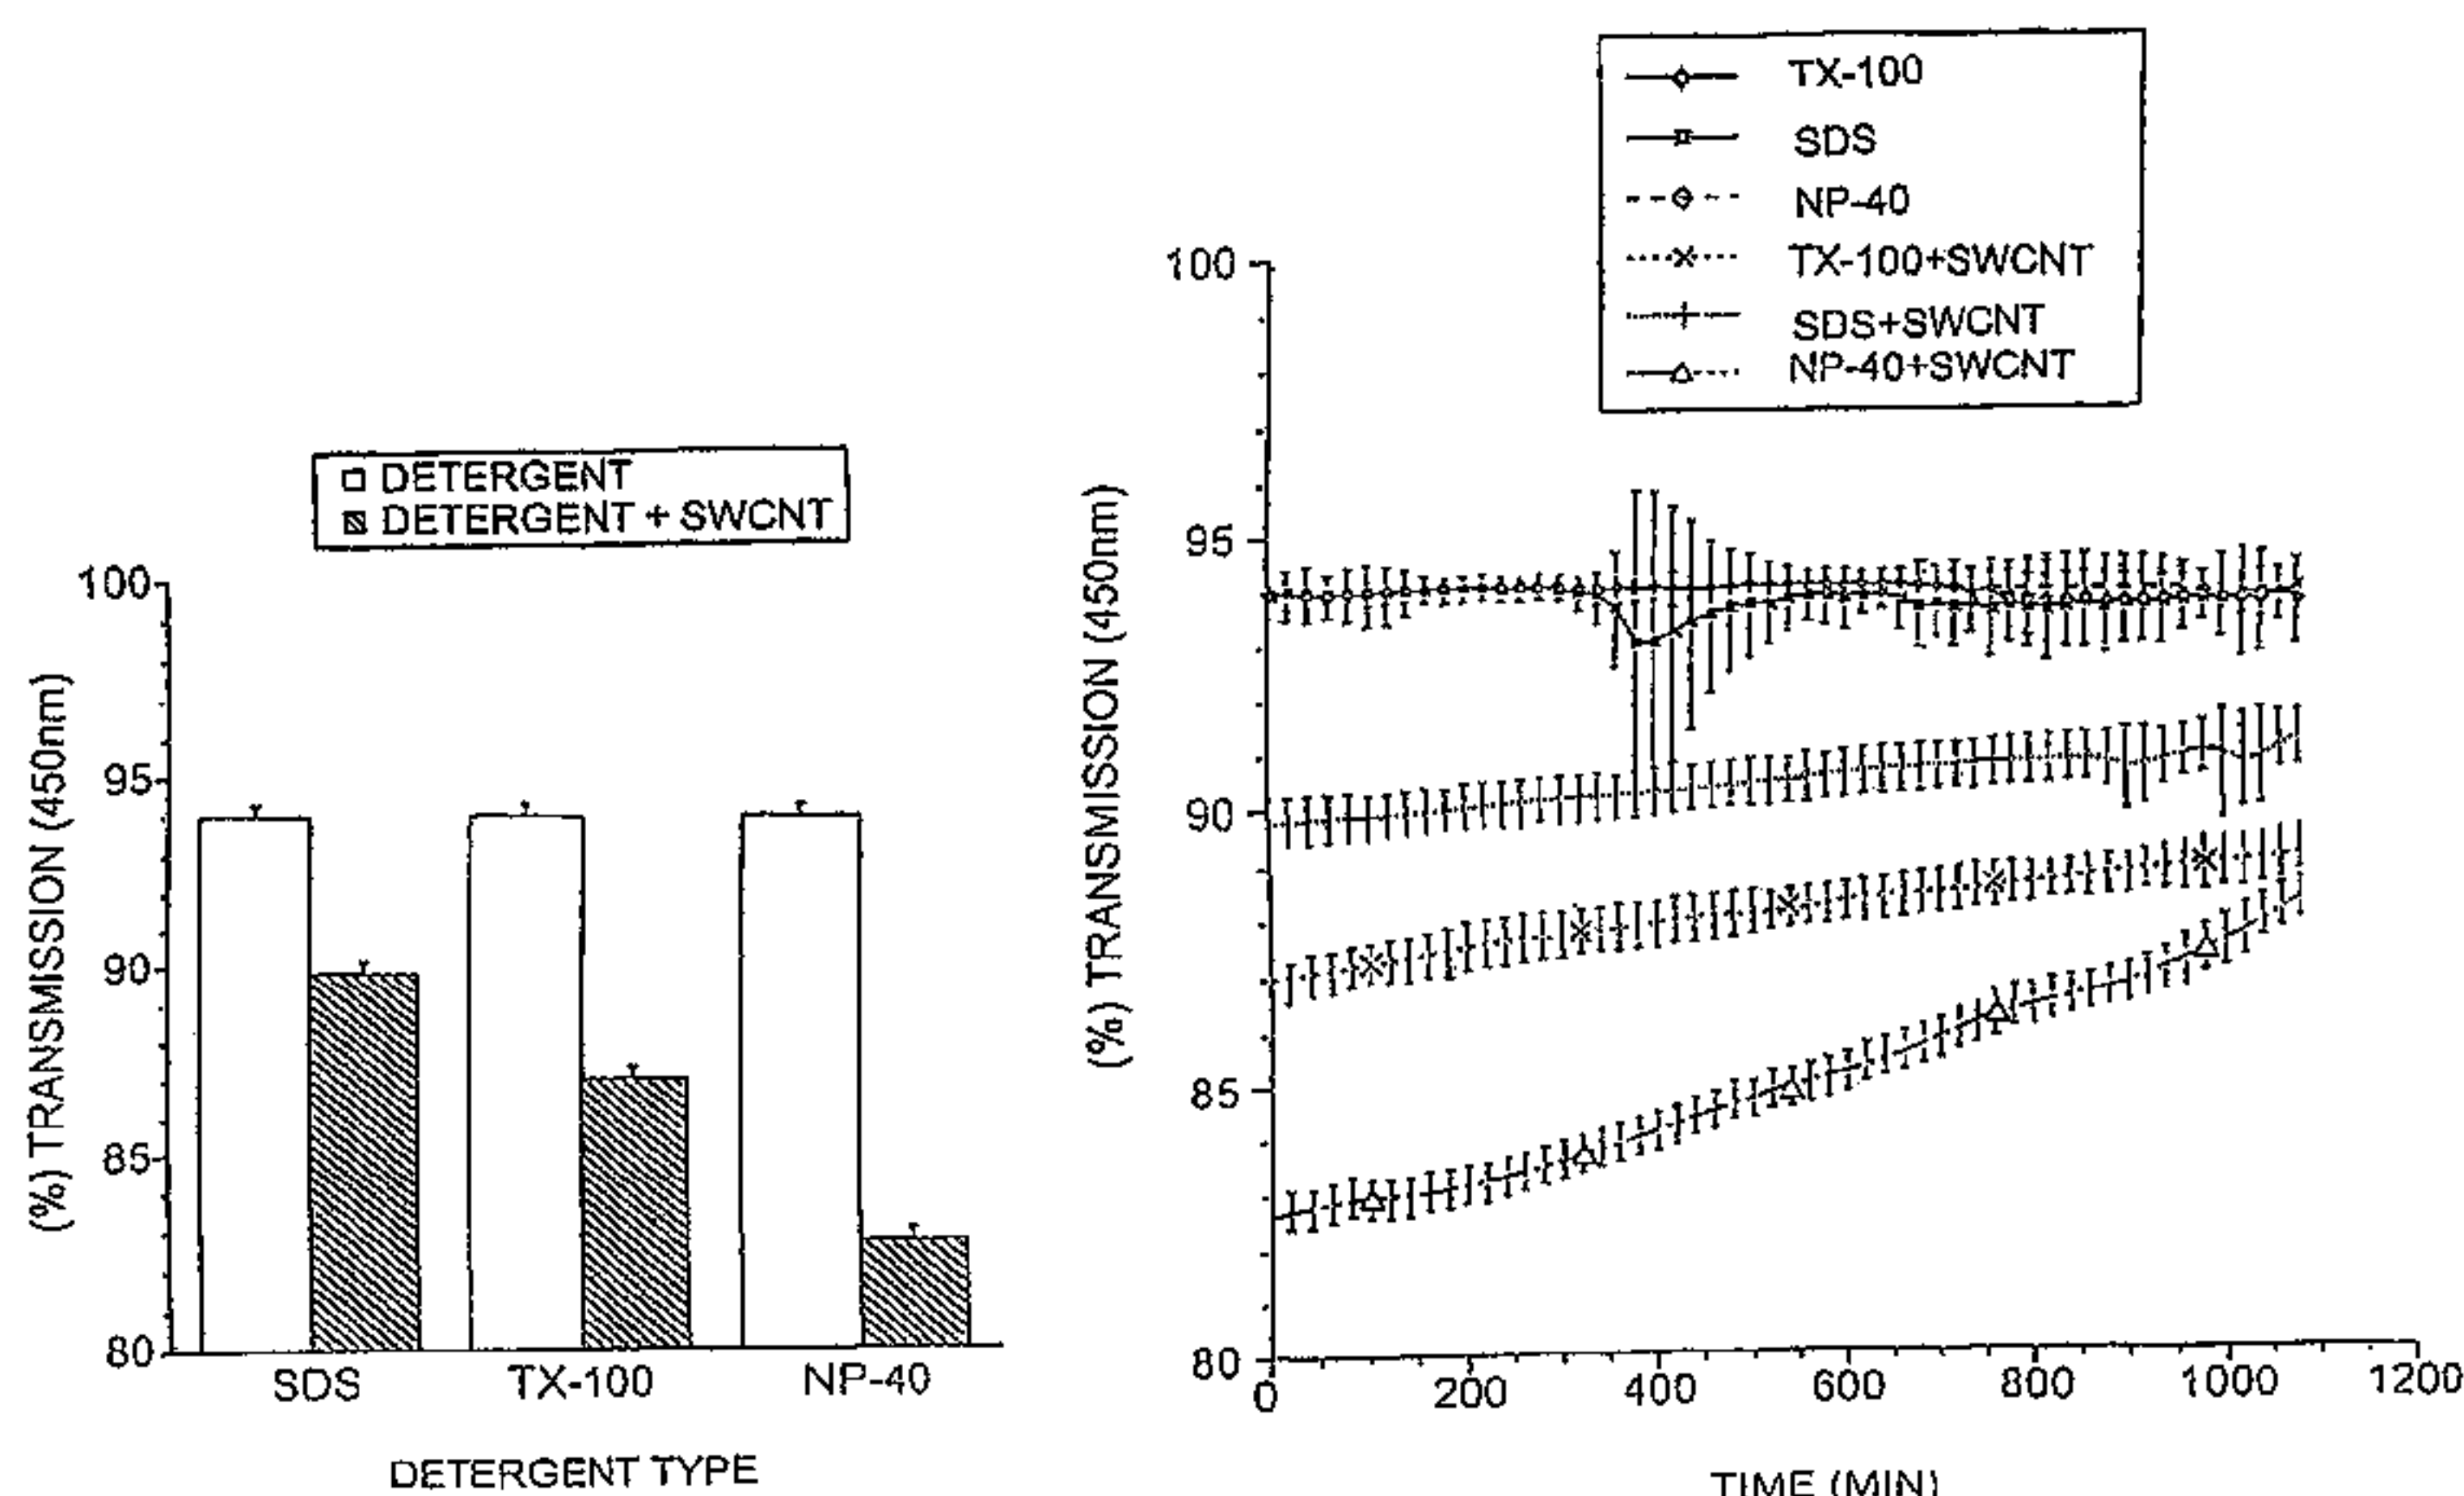 DETERGENT
DETERGENT + SWCNT
(%) TRANSMISSION (450nm)
100
95
90
85
80
SDS
TX-100
NP-40
DETERGENT TYPE
TX-100
SDS
NP-40
TX-100+SWCNT
SDS+SWCNT
NP-40+SWCNT
(%) TRANSMISSION (450nm)
100
95
90
85
80
0
200
400
600
800
1000
1200
TIME (MIN)